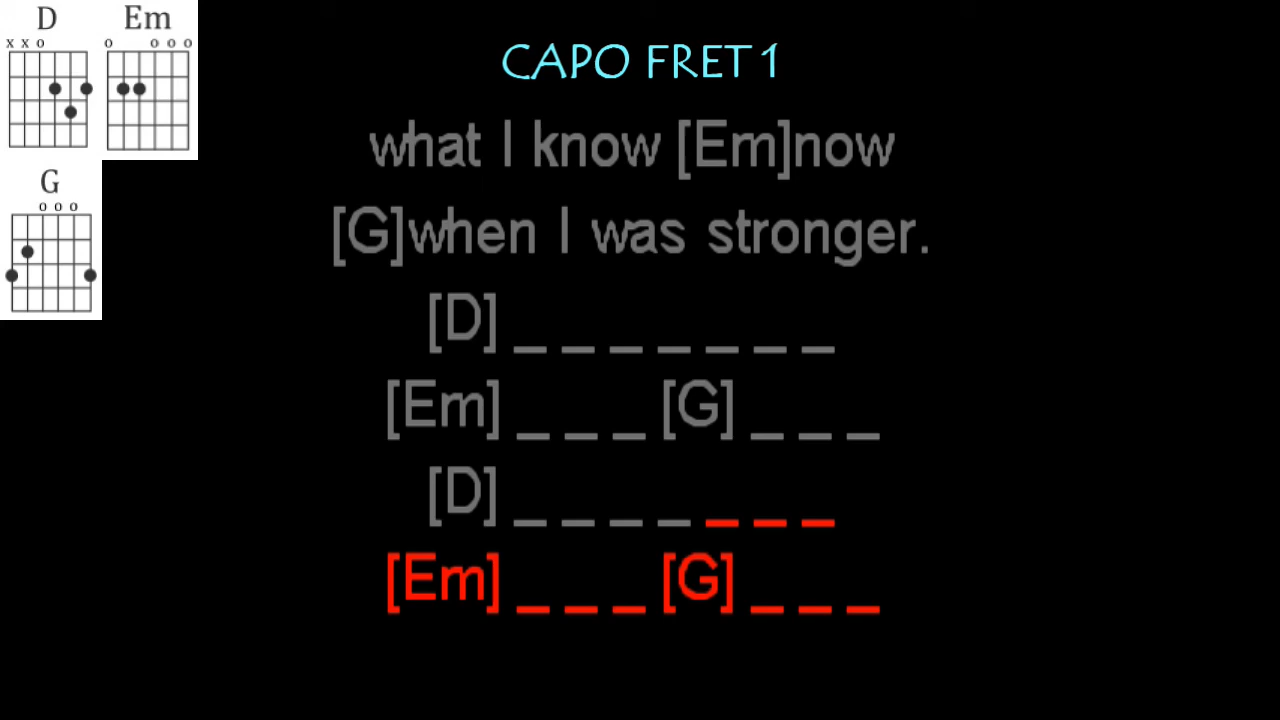 D Em
x x o o o o o
G
o o o
CAPO FRET 1
what I know [Em]now
[G]when I was stronger.
[D] _ _ _ _ _ _ _
[Em] _ _ _ [G] _ _ _
[D] _ _ _ _ _ _ _
[Em] _ _ _ [G] _ _ _